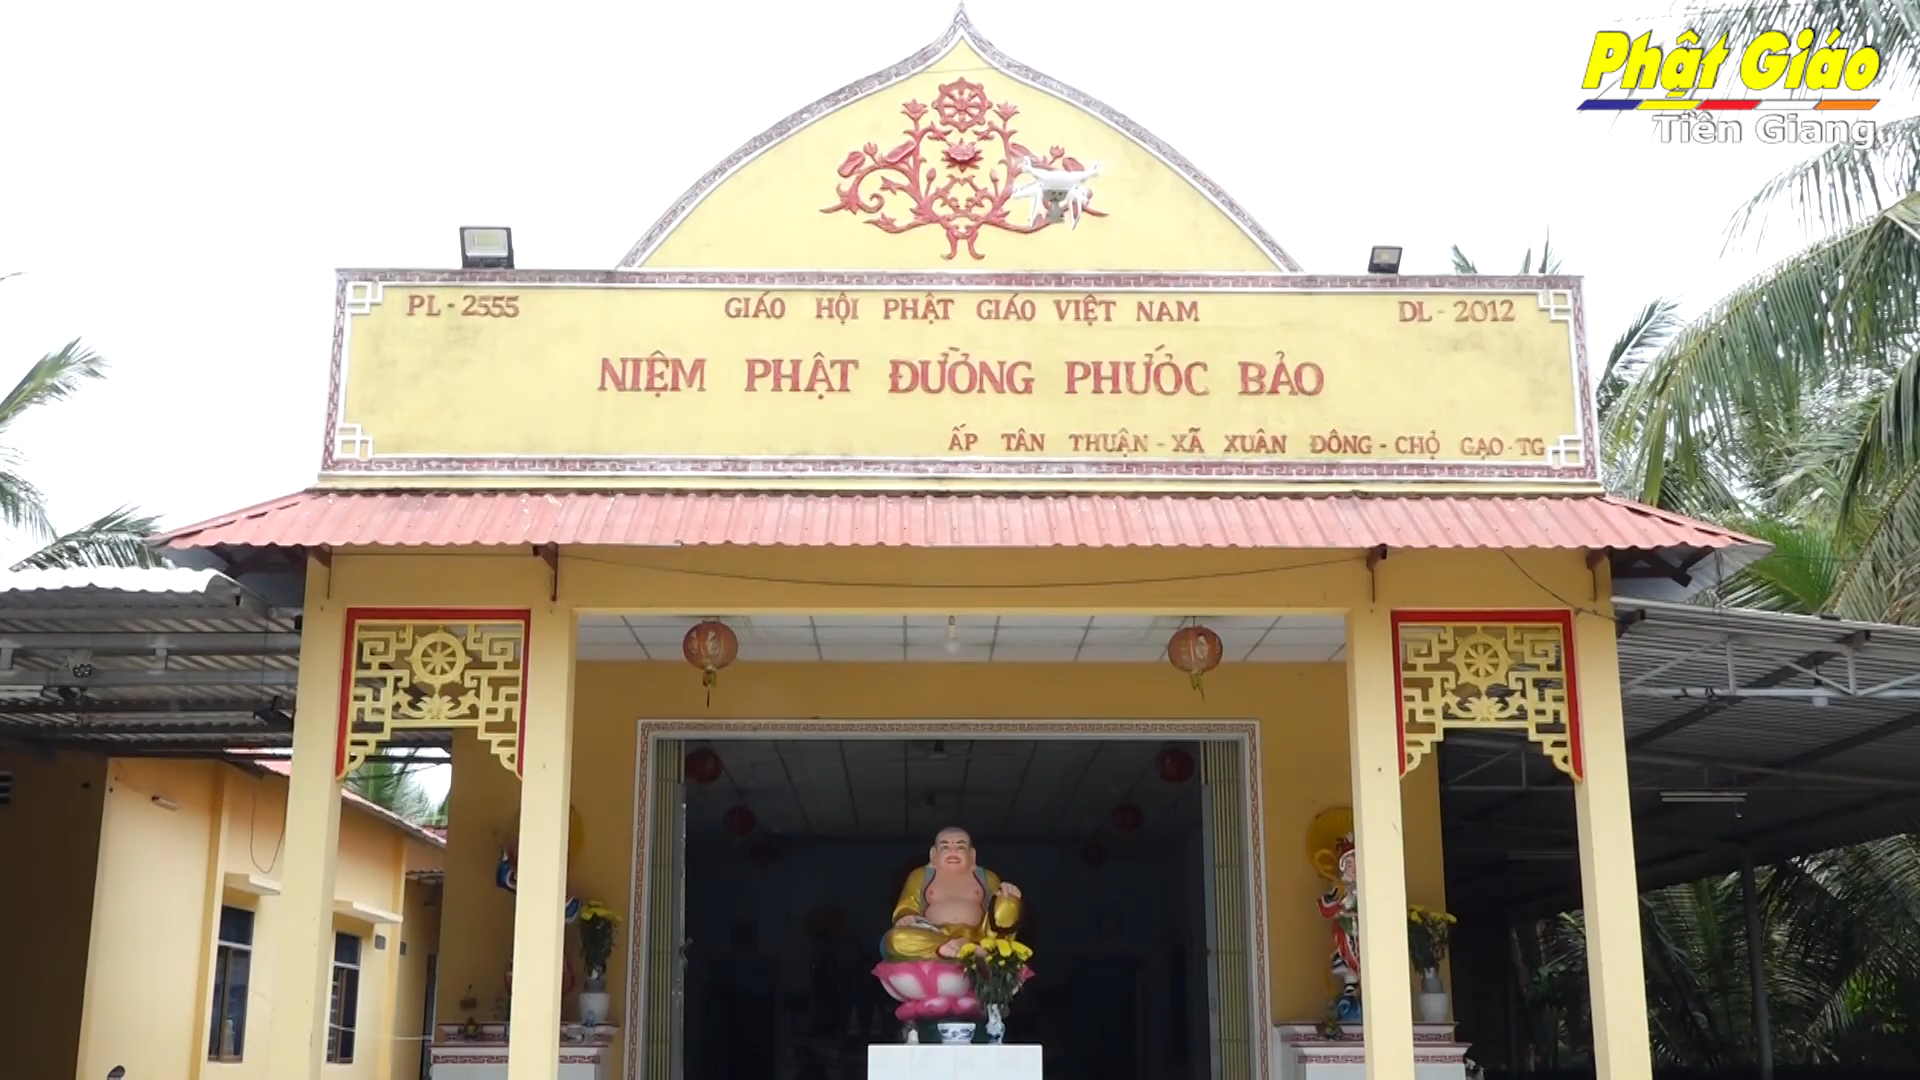 Phật Giáo
Tiền Giang
PL - 2555 GIÁO HỘI PHẬT GIÁO VIỆT NAM DL - 2012
NIỆM PHẬT ĐƯỜNG PHƯỚC BẢO
ẤP TÂN THUẬN - XÃ XUÂN ĐÔNG - CHỢ GẠO - TG